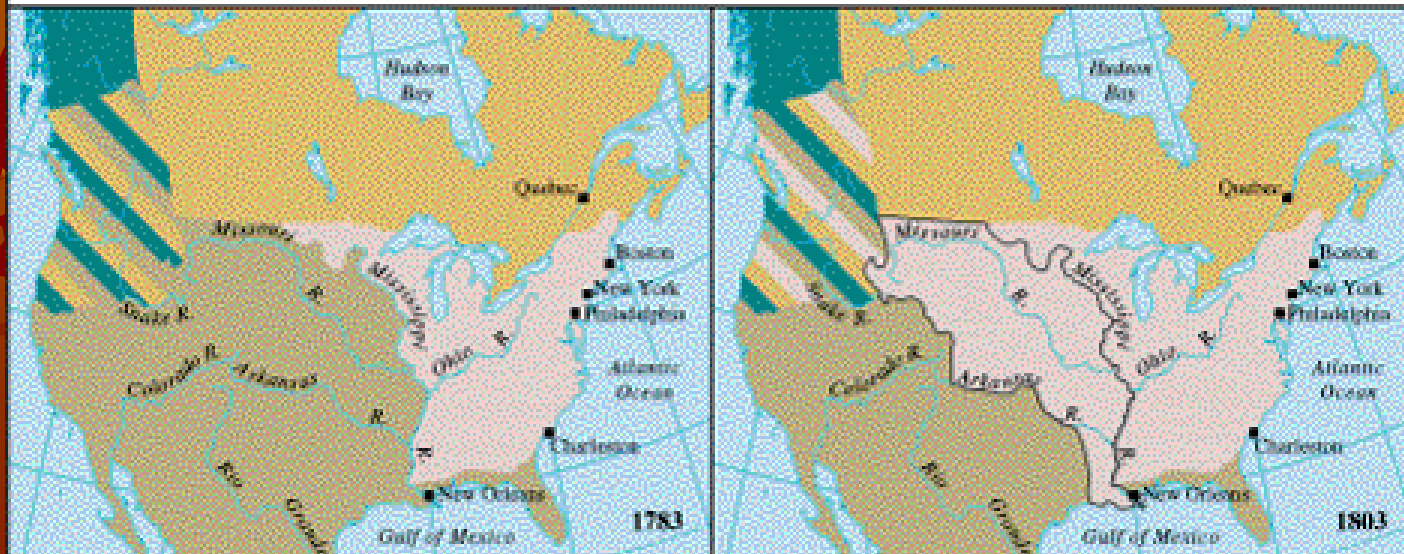 Hudson
Bay
Quebec
Missouri
R.
Mississippi
R.
Boston
New York
Philadelphia
Snake R.
Ohio
R.
Colorado R.
Arkansas
R.
Atlantic
Ocean
Charleston
Rio
Grande
New Orleans
1783
Gulf of Mexico
Hudson
Bay
Quebec
Missouri
R.
Mississippi
R.
Boston
New York
Philadelphia
Snake R.
Ohio
R.
Colorado R.
Arkansas
R.
Atlantic
Ocean
Charleston
Rio
Grande
New Orleans
1803
Gulf of Mexico